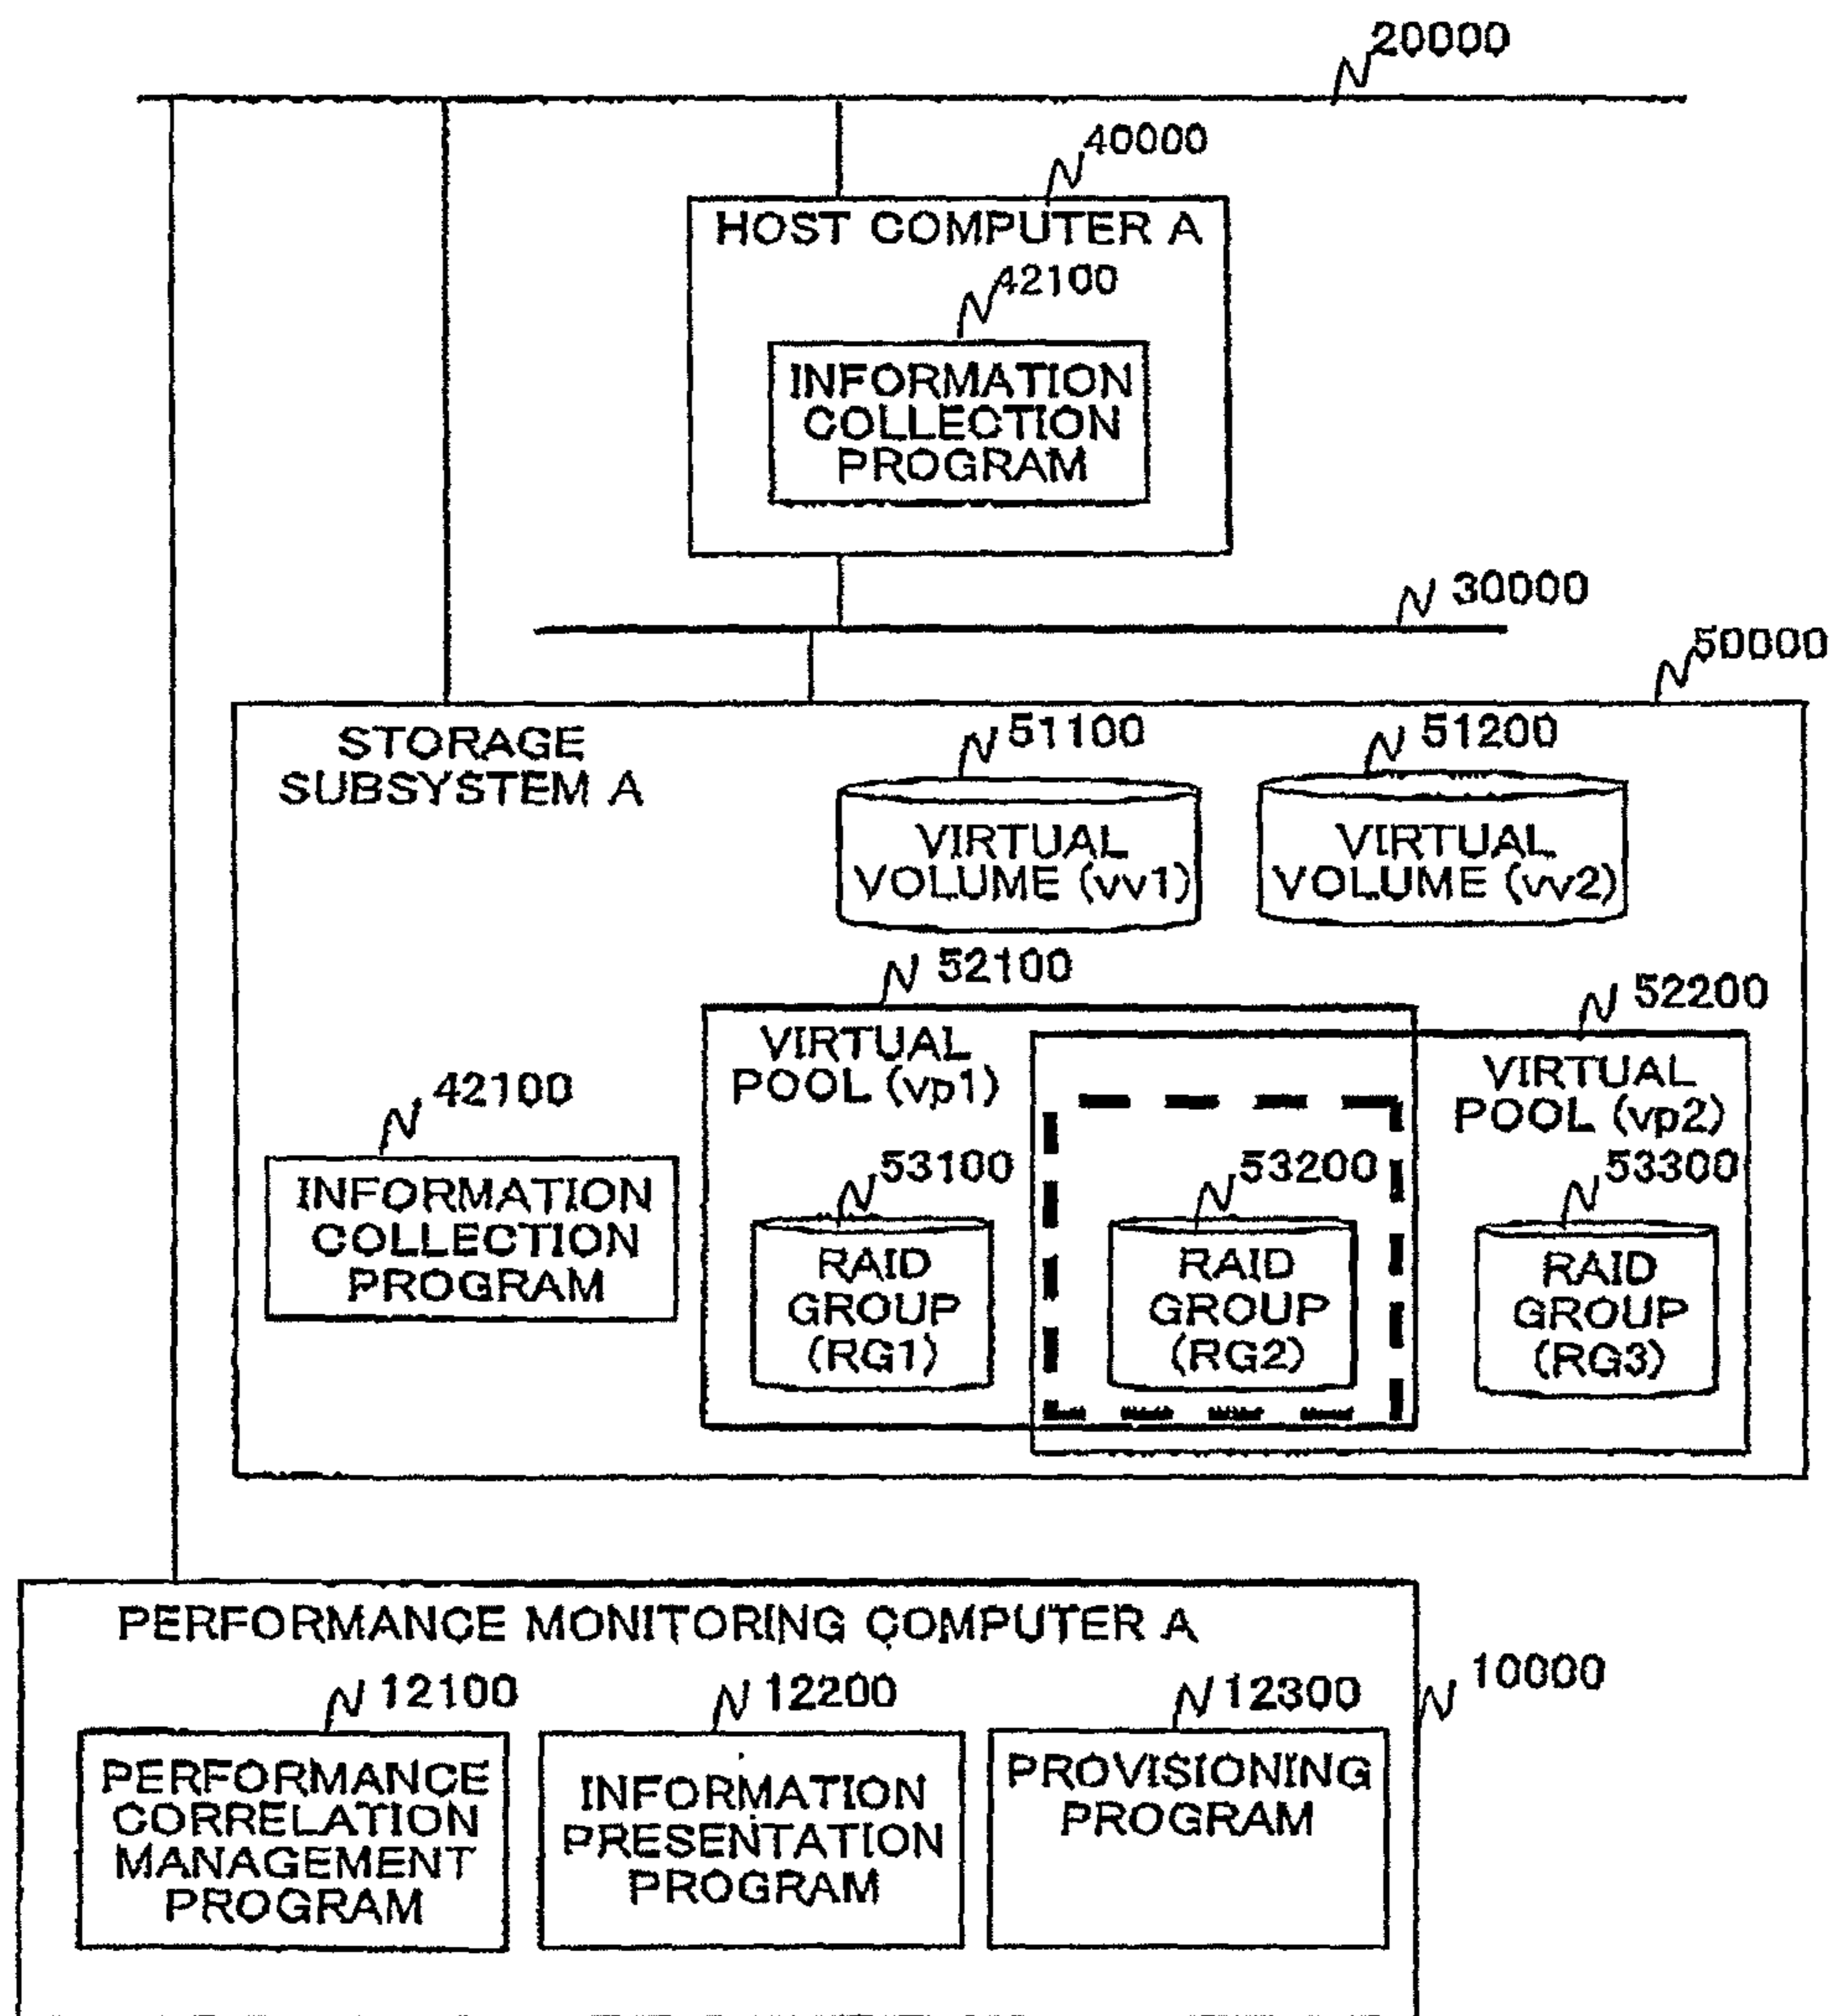 20000
40000
HOST COMPUTER A
42100
INFORMATION
COLLECTION
PROGRAM
30000
50000
STORAGE
SUBSYSTEM A
51100
51200
VIRTUAL
VOLUME (vv1)
VIRTUAL
VOLUME (vv2)
52100
52200
VIRTUAL
POOL (vp1)
VIRTUAL
POOL (vp2)
42100
INFORMATION
COLLECTION
PROGRAM
53100
53200
53300
RAID
GROUP
(RG1)
RAID
GROUP
(RG2)
RAID
GROUP
(RG3)
PERFORMANCE MONITORING COMPUTER A
10000
12100
12200
12300
PERFORMANCE
CORRELATION
MANAGEMENT
PROGRAM
INFORMATION
PRESENTATION
PROGRAM
PROVISIONING
PROGRAM